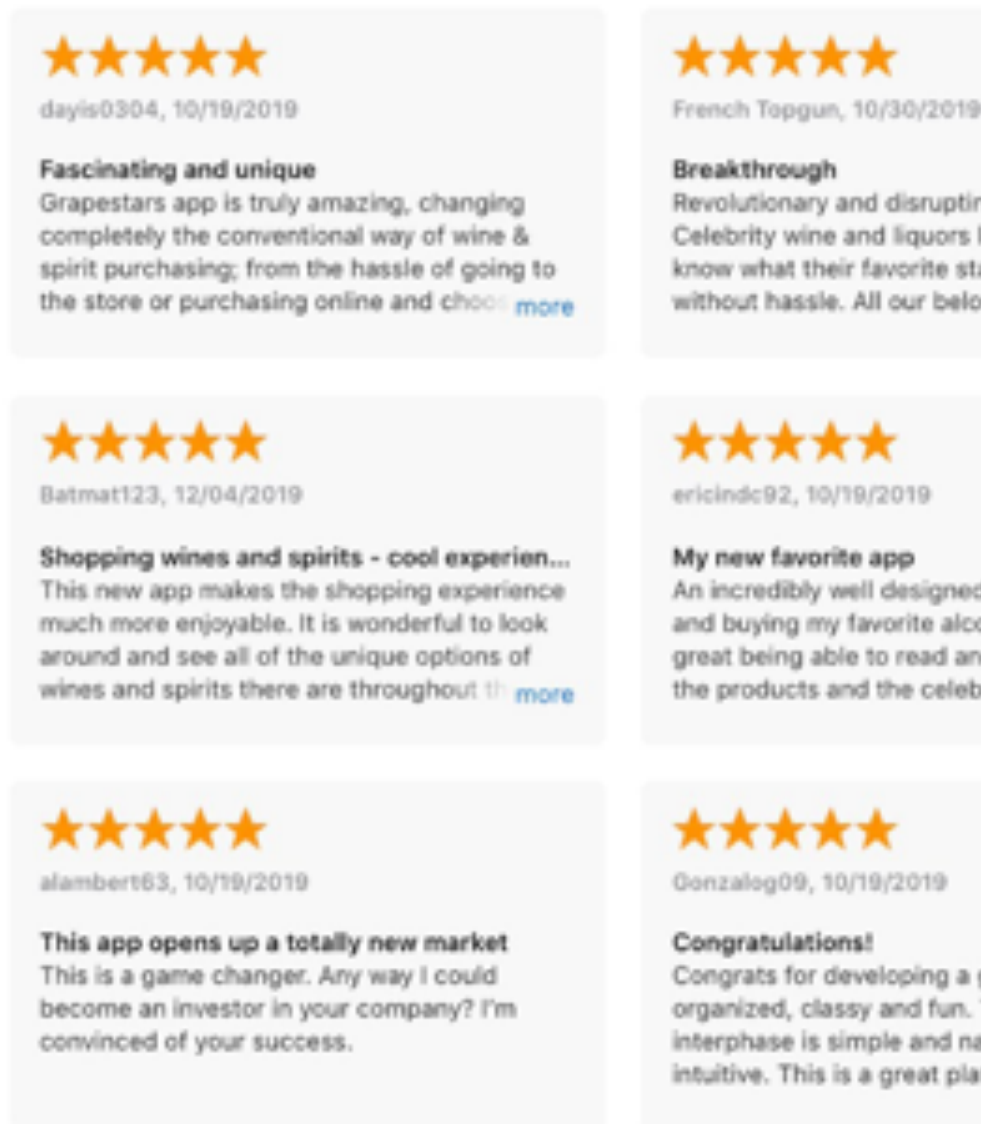 dayis0304, 10/19/2019
Fascinating and unique
Grapestars app is truly amazing, changing
completely the conventional way of wine &
spirit purchasing; from the hassle of going to
the store or purchasing online and more
French Topgun, 10/30/2019
Breakthrough
Revolutionary and
Celebrity wine and liquors
know what their favorite
without hassle. All our
Batmat123, 12/04/2019
Shopping wines and spirits - cool experien...
This new app makes the shopping experience
much more enjoyable. It is wonderful to look
around and see all of the unique options of
wines and spirits there are throughout more
ericindc92, 10/19/2019
My new favorite app
An incredibly well designed
and buying my favorite
great being able to read
the products and the
alambert63, 10/19/2019
This app opens up a totally new market
This is a game changer. Any way I could
become an investor in your company? I'm
convinced of your success.
Gonzalog09, 10/19/2019
Congratulations!
Congrats for developing a
organized, classy and fun.
interphase is simple and
intuitive. This is a great